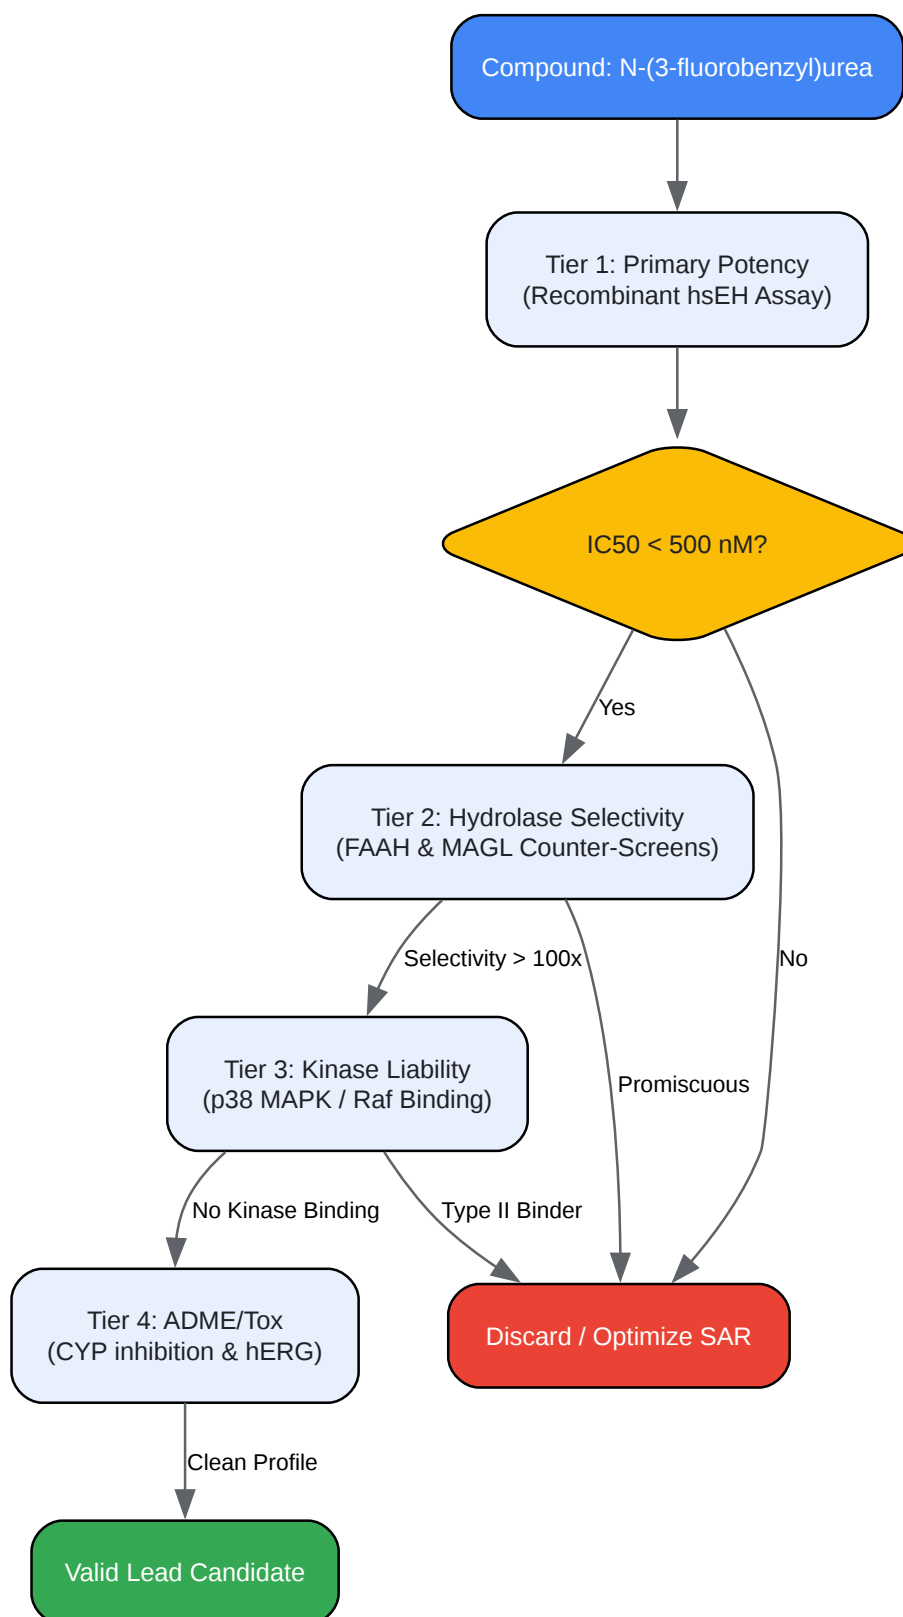 Compound: N-(3-fluorobenzyl)urea
Tier 1: Primary Potency
(Recombinant hsEH Assay)
IC50 < 500 nM?
Yes
Tier 2: Hydrolase Selectivity
(FAAH & MAGL Counter-Screens)
Selectivity > 100x
No
Tier 3: Kinase Liability
(p38 MAPK / Raf Binding)
Promiscuous
No Kinase Binding
Type II Binder
Tier 4: ADME/Tox
(CYP inhibition & hERG)
Discard / Optimize SAR
Clean Profile
Valid Lead Candidate